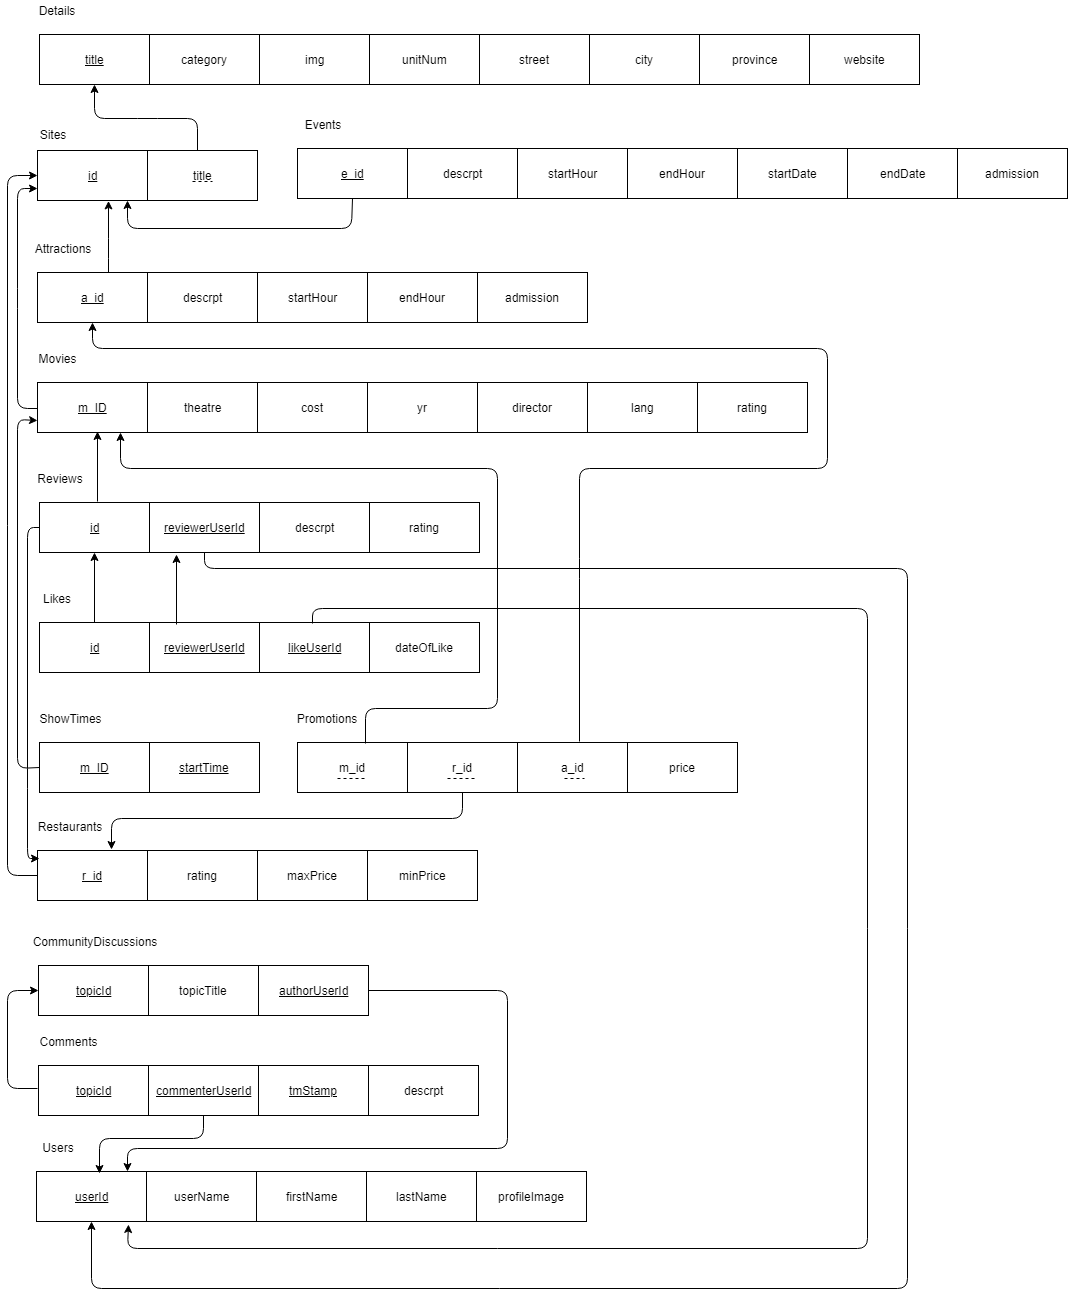 Details
title category img unitNum street city province website
Sites
id title
Events
e_id descrpt startHour endHour startDate endDate admission
Attractions
a_id descrpt startHour endHour admission
Movies
m_ID theatre cost yr director lang rating
Reviews
id reviewerUserId descrpt rating
Likes
id reviewerUserId likeUserId dateOfLike
ShowTimes
m_ID startTime
Promotions
m_id r_id a_id price
Restaurants
r_id rating maxPrice minPrice
CommunityDiscussions
topicId topicTitle authorUserId
Comments
topicId commenterUserId tmStamp descrpt
Users
userId userName firstName lastName profileImage